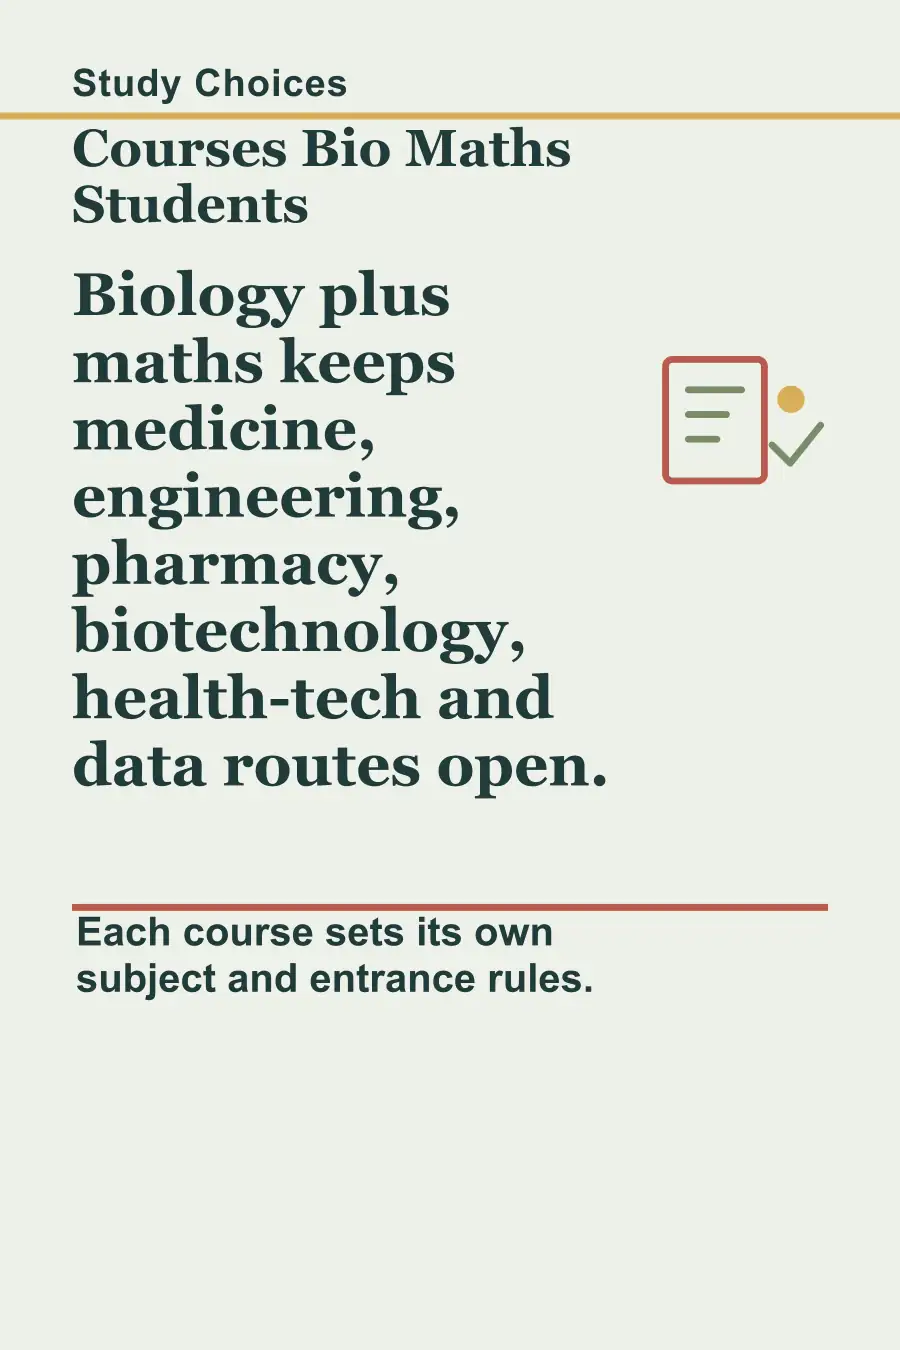 Study Choices
Courses Bio Maths
Students
Biology plus
maths keeps
medicine,
engineering,
pharmacy,
biotechnology,
health-tech and
data routes open.
Each course sets its own
subject and entrance rules.